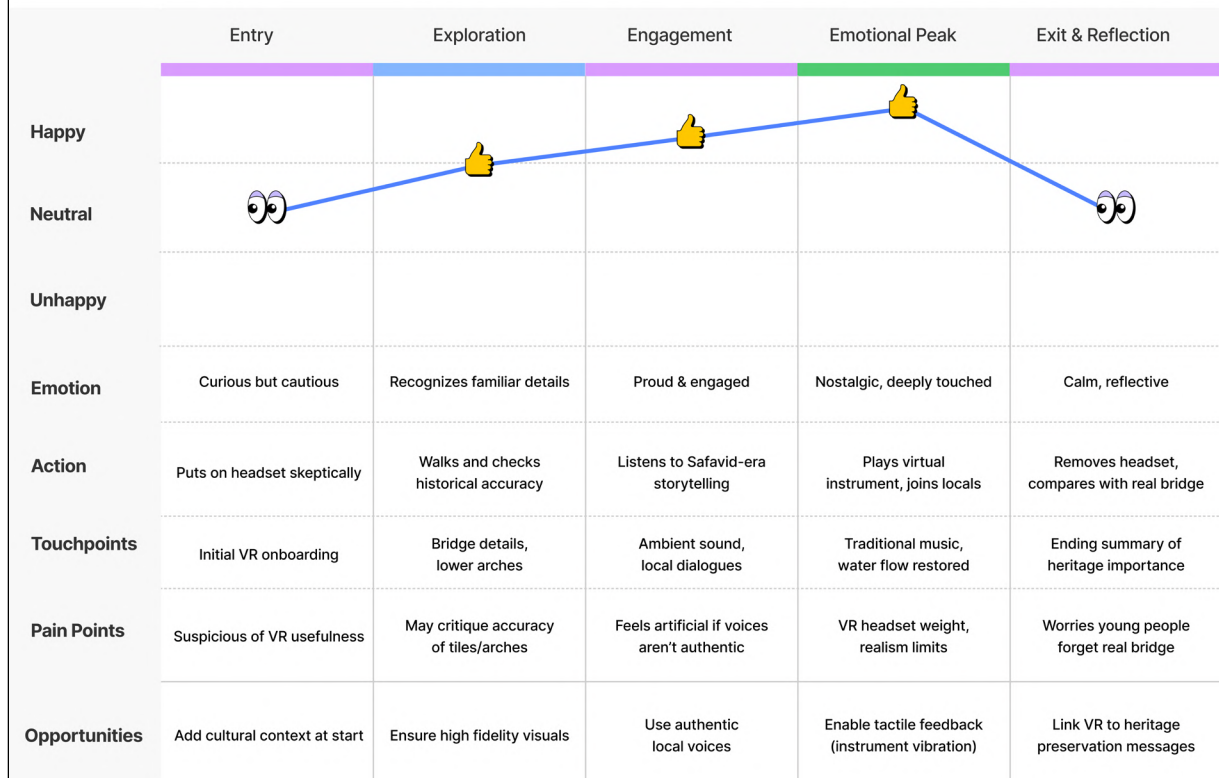 Entry
Exploration
Engagement
Emotional Peak
Exit & Reflection
Happy
Neutral
Unhappy
Emotion
Curious but cautious
Recognizes familiar details
Proud & engaged
Nostalgic, deeply touched
Calm, reflective
Action
Puts on headset skeptically
Walks and checks
historical accuracy
Listens to Safavid-era
storytelling
Plays virtual
instrument, joins locals
Removes headset,
compares with real bridge
Touchpoints
Initial VR onboarding
Bridge details,
lower arches
Ambient sound,
local dialogues
Traditional music,
water flow restored
Ending summary of
heritage importance
Pain Points
Suspicious of VR usefulness
May critique accuracy
of tiles/arches
Feels artificial if voices
aren’t authentic
VR headset weight,
realism limits
Worries young people
forget real bridge
Opportunities
Add cultural context at start
Ensure high fidelity visuals
Use authentic
local voices
Enable tactile feedback
(instrument vibration)
Link VR to heritage
preservation messages